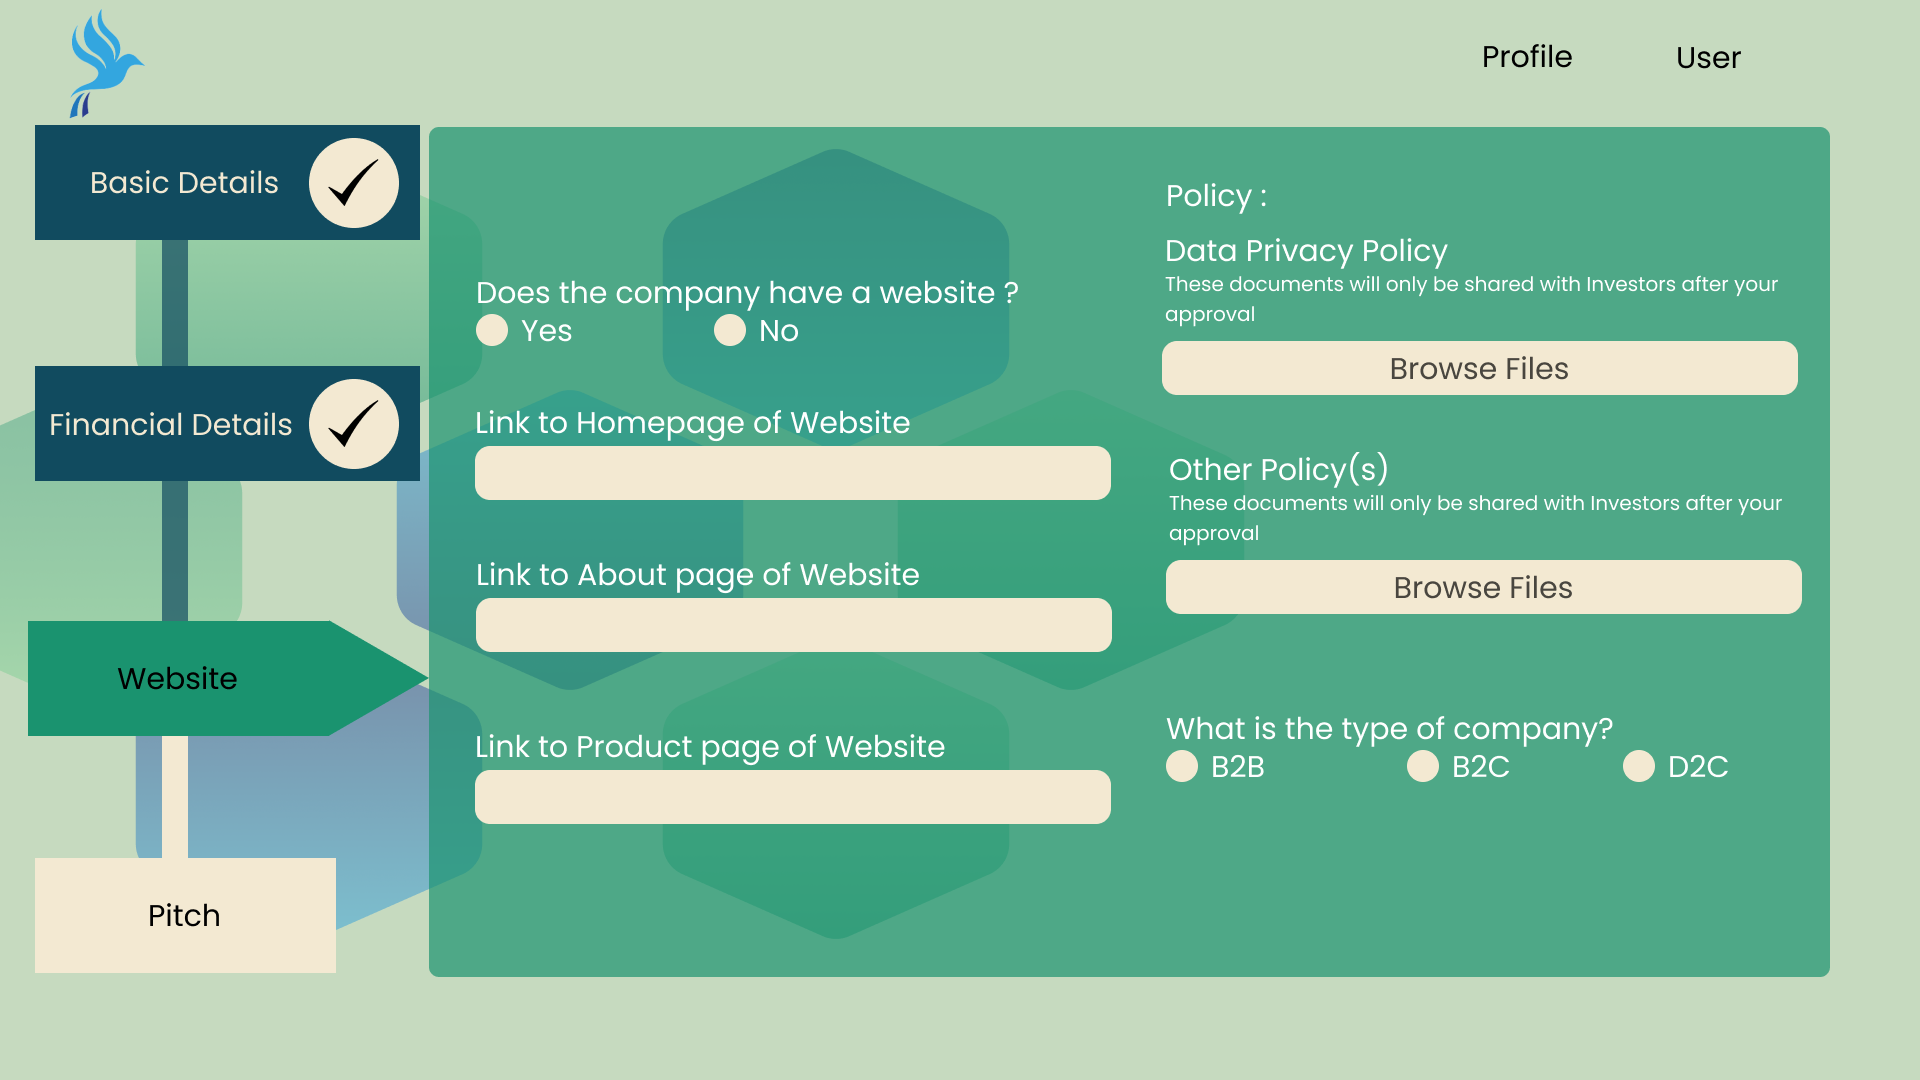 Profile
User
Basic Details
Financial Details
Website
Pitch
Does the company have a website ?
Yes
No
Link to Homepage of Website
Link to About page of Website
Link to Product page of Website
Policy :
Data Privacy Policy
These documents will only be shared with Investors after your
approval
Browse Files
Other Policy(s)
These documents will only be shared with Investors after your
approval
Browse Files
What is the type of company?
B2B
B2C
D2C